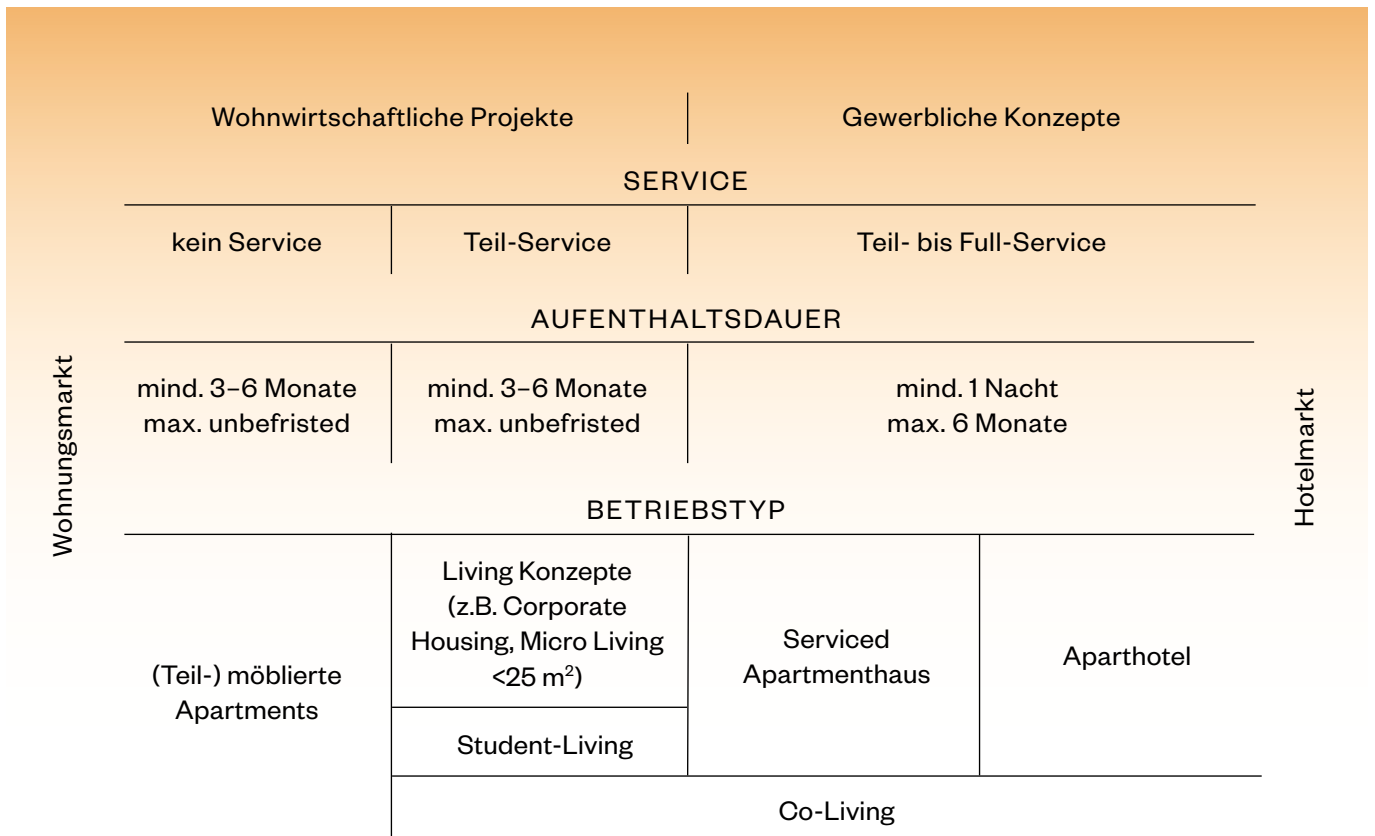 Wohnwirtschaftliche Projekte
Gewerbliche Konzepte
SERVICE
kein Service
Teil-Service
Teil- bis Full-Service
AUFENTHALTSDAUER
mind. 3–6 Monate
max. unbefristed
mind. 3–6 Monate
max. unbefristed
mind. 1 Nacht
max. 6 Monate
Wohnungsmarkt
Hotelmarkt
BETRIEBSTYP
(Teil-) möblierte
Apartments
Living Konzepte
(z.B. Corporate
Housing, Micro Living
<25 m²)
Student-Living
Serviced
Apartmenthaus
Aparthotel
Co-Living